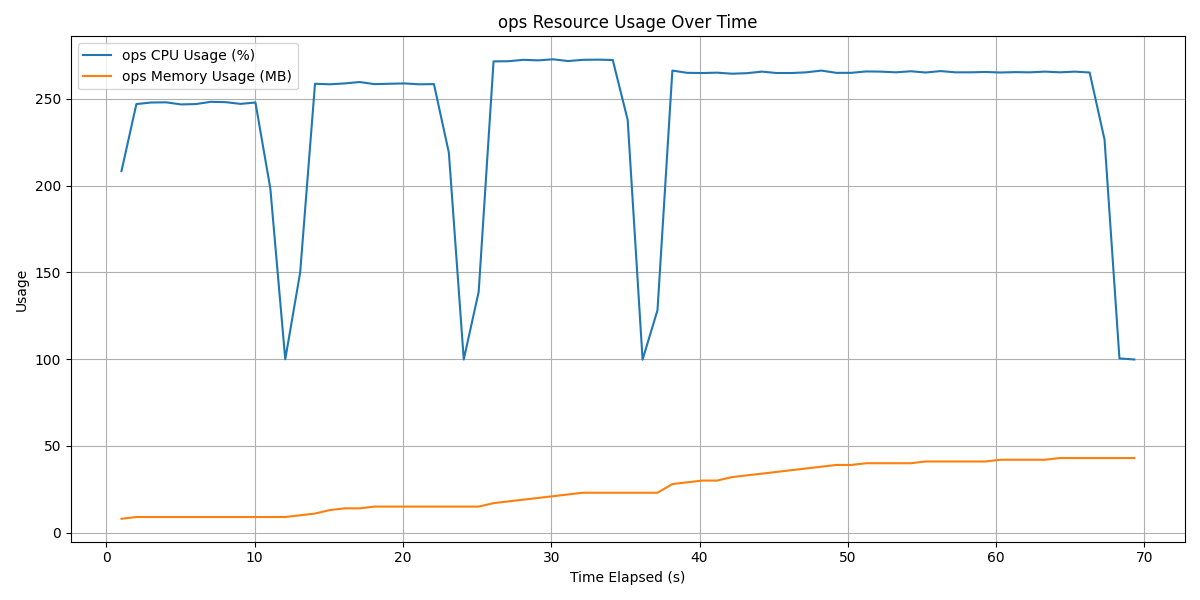 ops Resource Usage Over Time
ops CPU Usage (%)
ops Memory Usage (MB)
Usage
250
200
150
100
50
0
0 10 20 30 40 50 60 70
Time Elapsed (s)